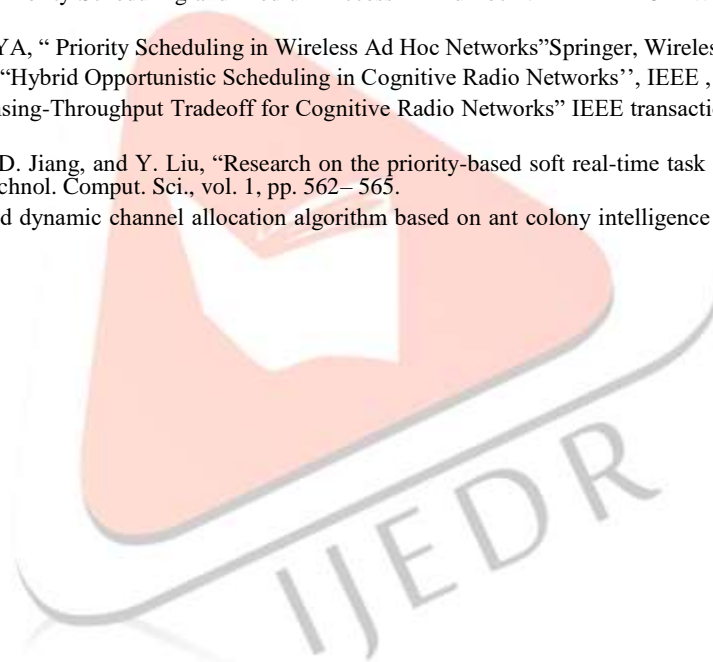 YA, “ Priority Scheduling in Wireless Ad Hoc Networks”Springer, Wireles
“Hybrid Opportunistic Scheduling in Cognitive Radio Networks’’, IEEE ,
nsing-Throughput Tradeoff for Cognitive Radio Networks” IEEE transacti
D. Jiang, and Y. Liu, “Research on the priority-based soft real-time task
chnol. Comput. Sci., vol. 1, pp. 562– 565.
d dynamic channel allocation algorithm based on ant colony intelligence
IJEDR